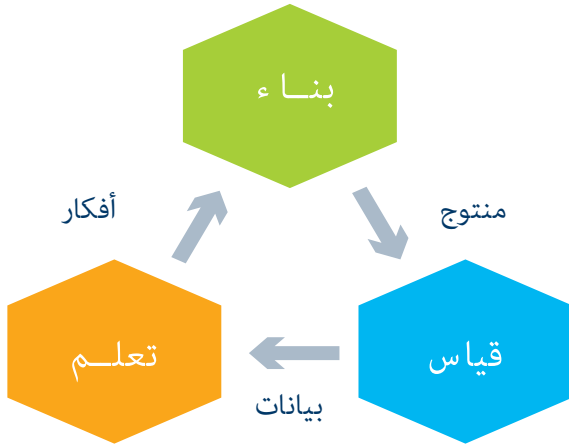 بناء
منتوج
قياس
بيانات
تعلم
أفكار